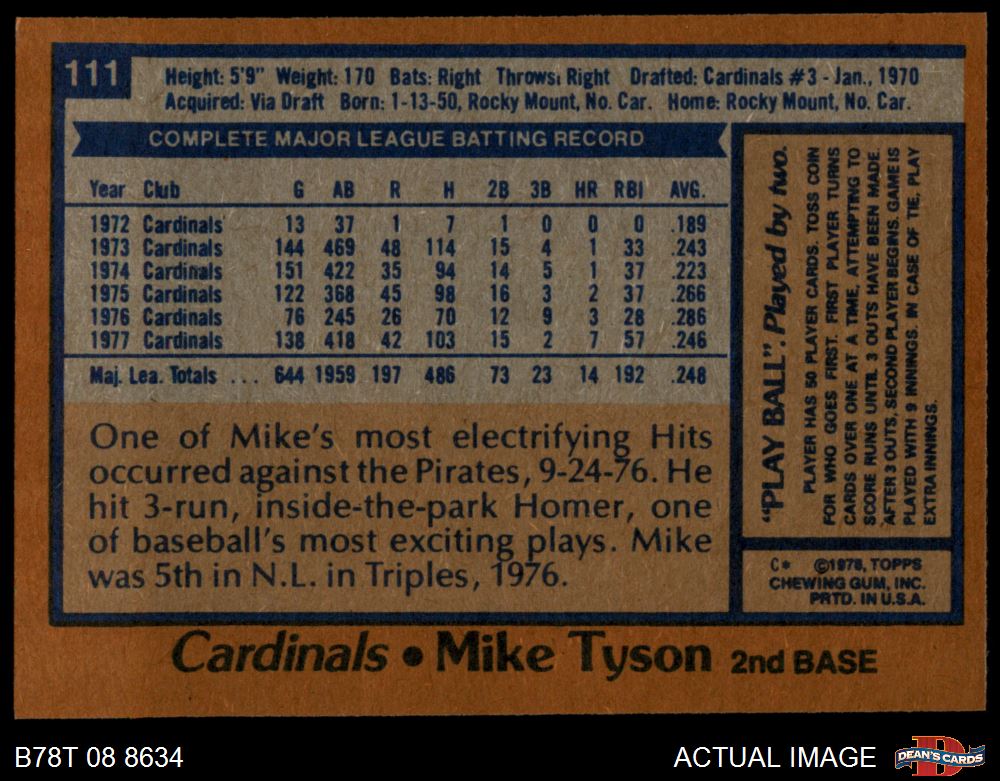 111
Height: 5'9" Weight: 170 Bats: Right Throws: Right Drafted: Cardinals #3 - Jan., 1970
Acquired: Via Draft Born: 1-13-50, Rocky Mount, No. Car. Home: Rocky Mount, No. Car.
COMPLETE MAJOR LEAGUE BATTING RECORD
Year Club G AB R H 2B 3B HR RBI AVG.
1972 Cardinals 13 37 1 7 1 0 0 0 .189
1973 Cardinals 144 469 48 114 15 4 1 33 .243
1974 Cardinals 151 422 35 94 14 5 1 37 .223
1975 Cardinals 122 368 45 98 16 3 2 37 .266
1976 Cardinals 76 245 26 70 12 9 3 28 .286
1977 Cardinals 138 418 42 103 15 2 7 57 .246
Maj. Lea. Totals ... 644 1959 197 486 73 23 14 192 .248
One of Mike's most electrifying Hits
occurred against the Pirates, 9-24-76. He
hit 3-run, inside-the-park Homer, one
of baseball's most exciting plays. Mike
was 5th in N.L. in Triples, 1976.
"PLAY BALL". Played by two.
PLAYER HAS 50 PLAYER CARDS. TOSS COIN
FOR WHO GOES FIRST. FIRST PLAYER TURNS
CARDS OVER ONE AT A TIME, ATTEMPTING TO
SCORE RUNS UNTIL 3 OUTS HAVE BEEN MADE.
AFTER 3 OUTS, SECOND PLAYER BEGINS. GAME IS
PLAYED WITH 9 INNINGS. IN CASE OF TIE, PLAY
EXTRA INNINGS.
C* ©1978, TOPPS
CHEWING GUM, INC.
PRTD. IN U.S.A.
Cardinals • Mike Tyson 2nd BASE
B78T 08 8634
ACTUAL IMAGE
D
DEAN'S CARDS